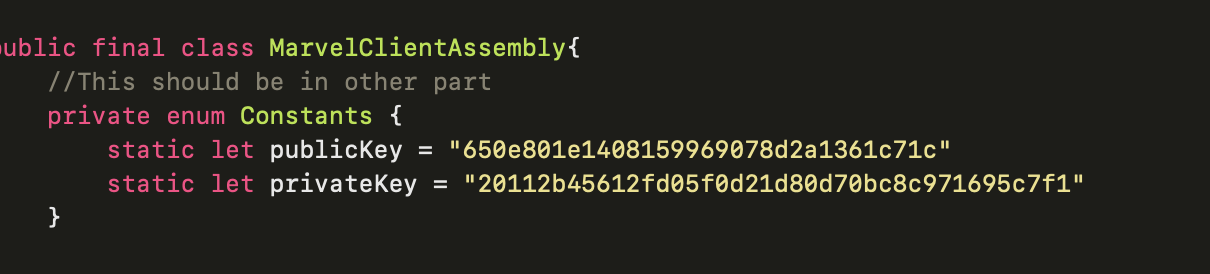 public final class MarvelClientAssembly{
//This should be in other part
private enum Constants {
static let publicKey = "650e801e1408159969078d2a1361c71c"
static let privateKey = "20112b45612fd05f0d21d80d70bc8c971695c7f1"
}